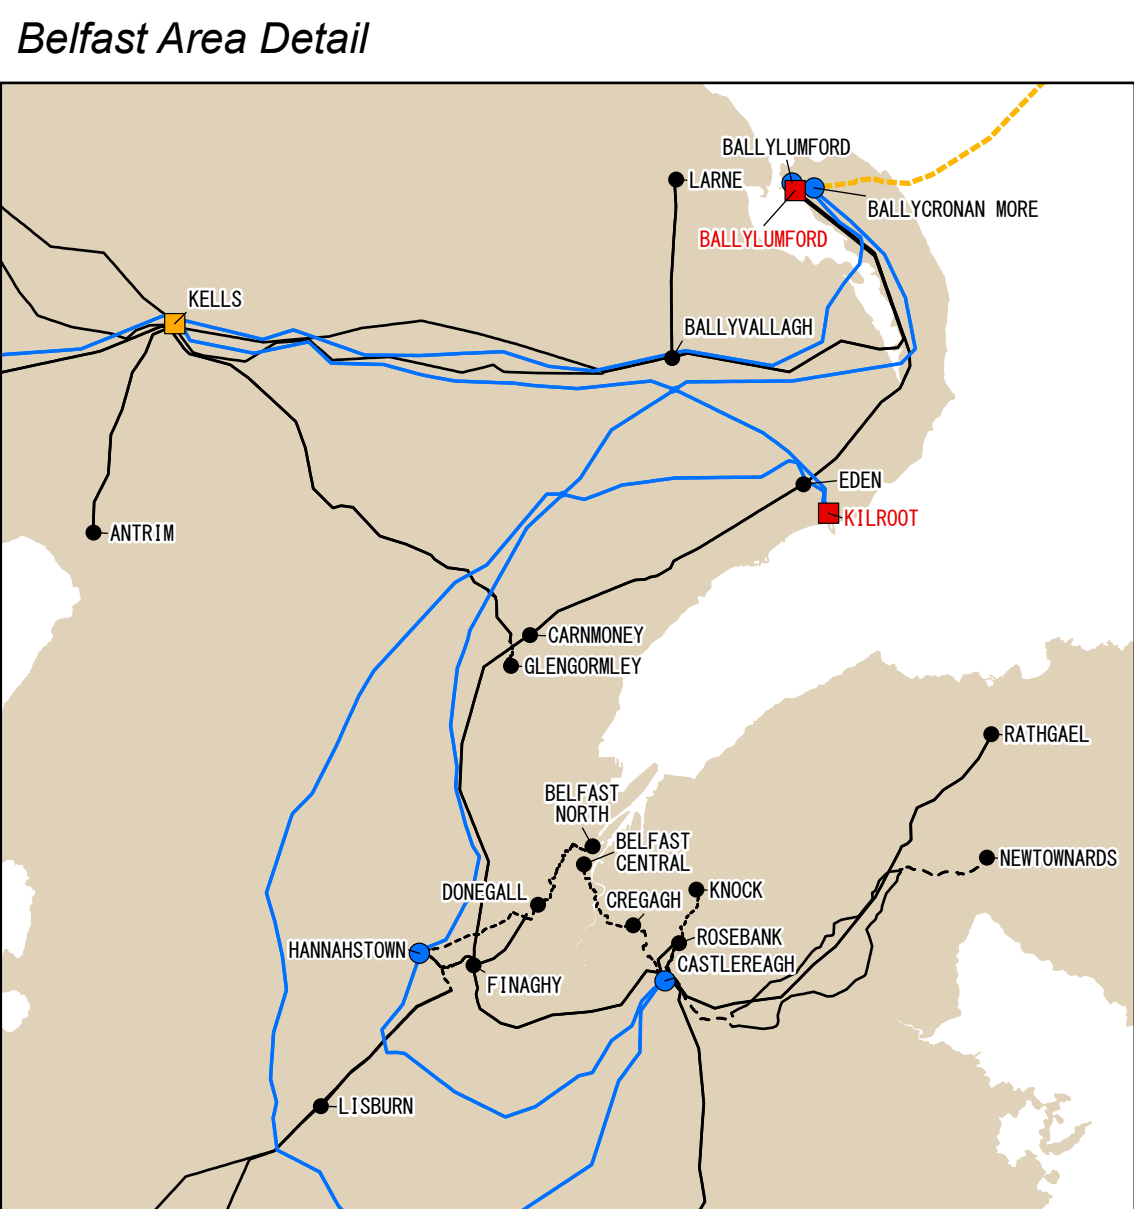 Belfast Area Detail
BALLYLUMFORD
LARNE
BALLYCRONAN MORE
BALLYLUMFORD
KELLS
BALLYVALLAGH
EDEN
KILROOT
ANTRIM
CARNMONEY
GLENGORMLEY
RATHGAEL
BELFAST
NORTH
BELFAST
CENTRAL
NEWTOWNARDS
DONEGALL
CREGAGH
KNOCK
ROSEBANK
HANNAHSTOWN
CASTLEREAGH
FINAGHY
LISBURN